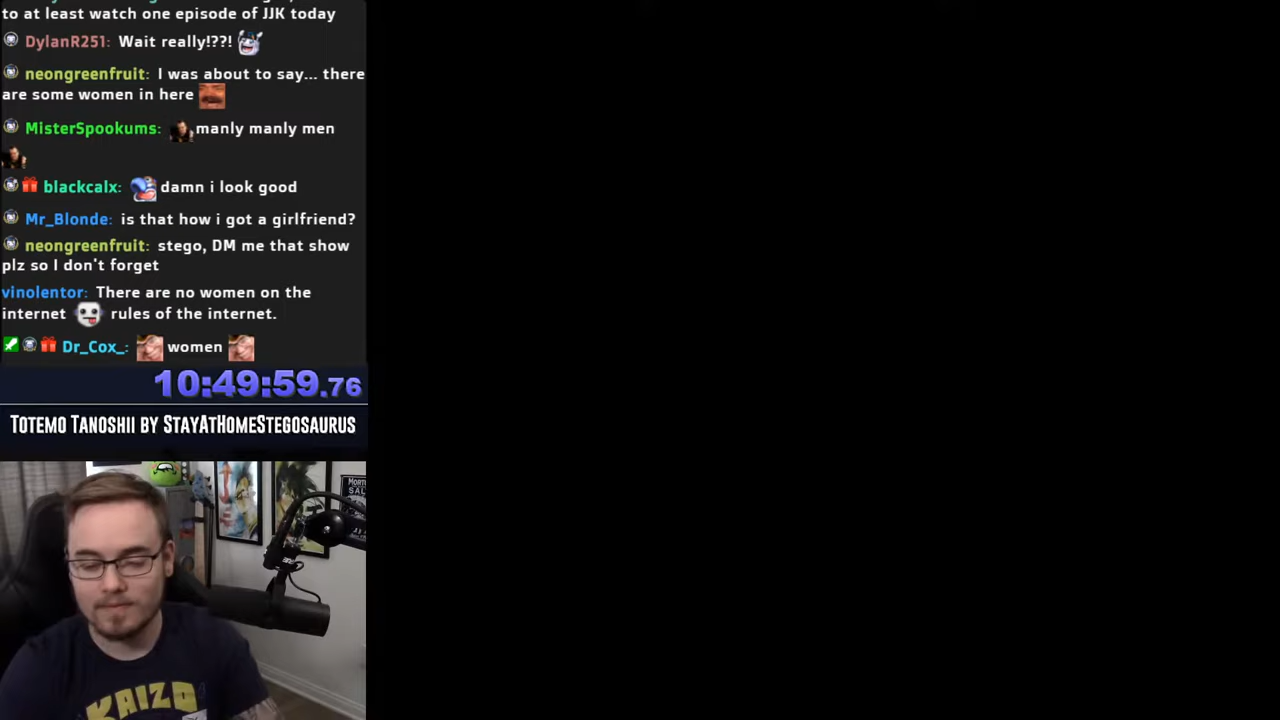 to at least watch one episode of JJK today
DylanR251: Wait really!??!
neongreenfruit: I was about to say... there
are some women in here
MisterSpookums: manly manly men
blackcalx: damn i look good
Mr_Blonde: is that how i got a girlfriend?
neongreenfruit: stego, DM me that show
plz so I don't forget
vinolentor: There are no women on the
internet rules of the internet.
Dr_Cox_: women
10:49:59.76
TOTEMO TANOSHII BY STAYATHOMESTEGOSAURUS
KAIZO